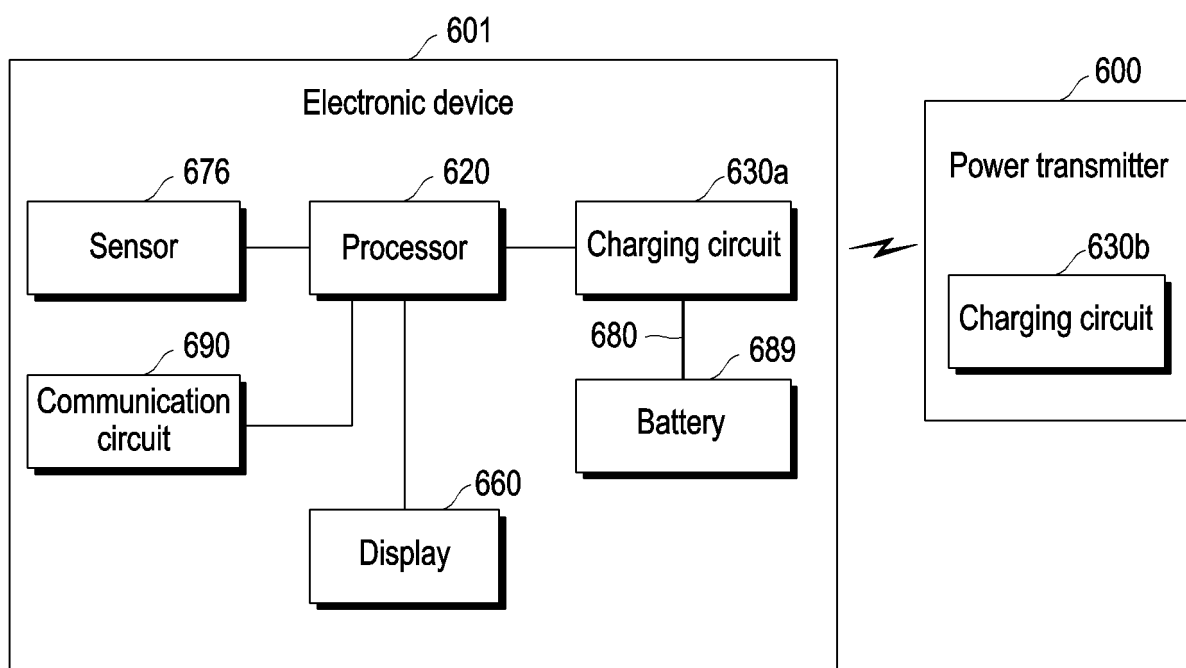 601
600
Electronic device
Power transmitter
676
620
630a
630b
Sensor
Processor
Charging circuit
Charging circuit
680
689
690
Communication
circuit
Battery
660
Display